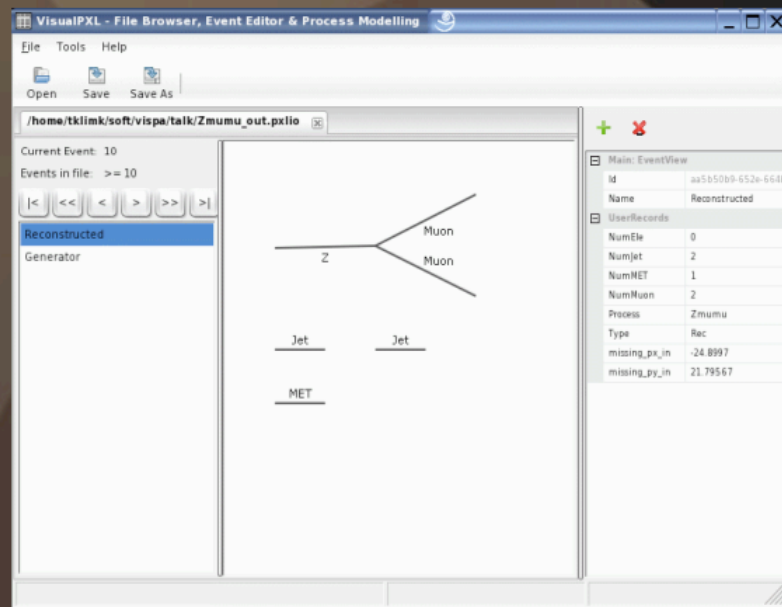 VisualPXL - File Browser, Event Editor & Process Modelling
File Tools Help
Open Save Save As
/home/tklimk/soft/vispa/talk/Zmumu_out.pxlio
Current Event: 10
Events in file: >= 10
|< << < > >> >|
Reconstructed
Generator
Z
Muon
Muon
Jet Jet
MET
Main: EventView
Id aa5b50b9-652e-664
Name Reconstructed
UserRecords
NumEle 0
NumJet 2
NumMET 1
NumMuon 2
Process Zmumu
Type Rec
missing_px_in -24.8997
missing_py_in 21.79567